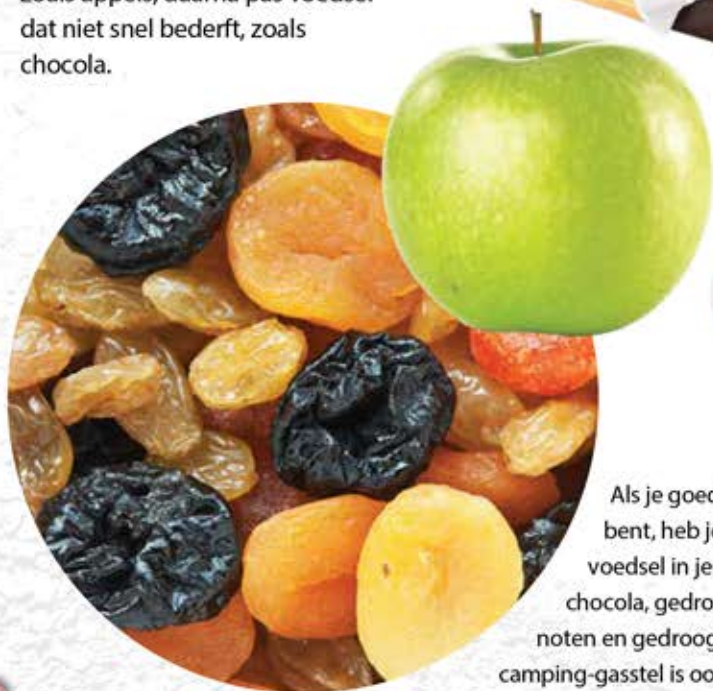 dat niet snel bederft, zoals
chocola.
Als je goed
bent, heb je
voedsel in je
chocola, gedro
noten en gedroog
camping-gasstel is oo